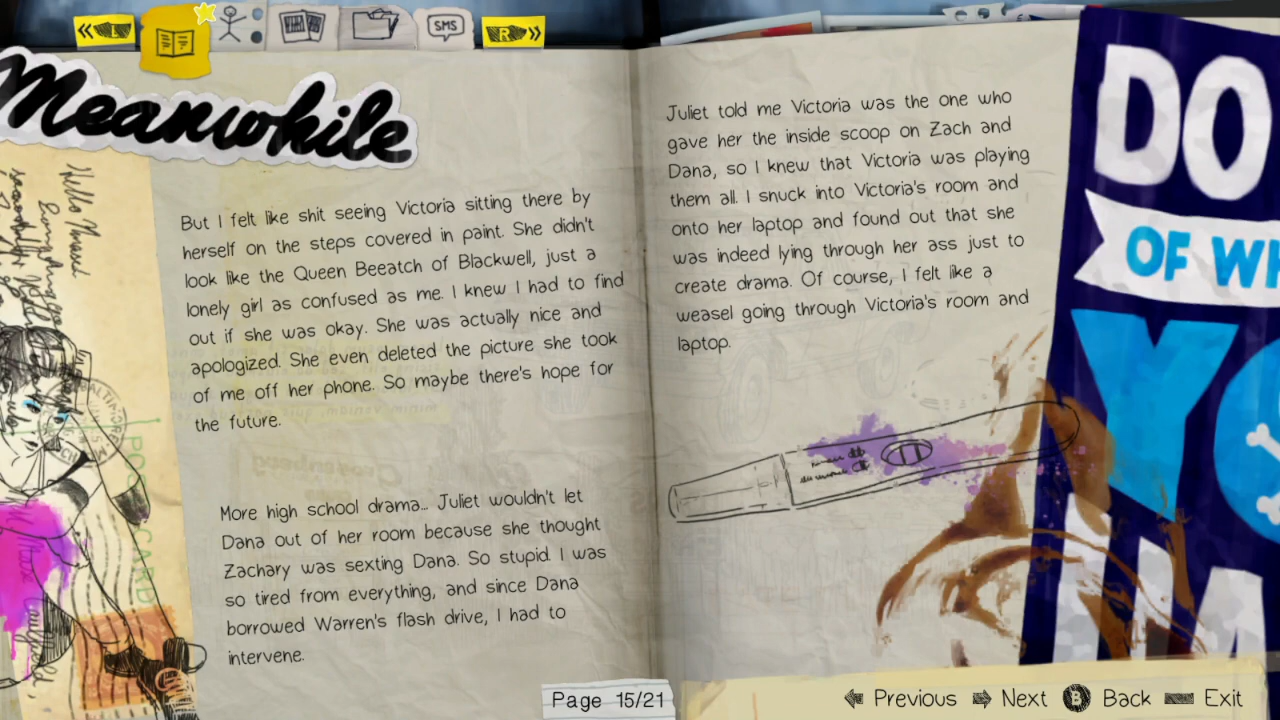 L
SMS
R
Meanwhile
But I felt like shit seeing Victoria sitting there by
herself on the steps covered in paint. She didn't
look like the Queen Beeatch of Blackwell, just a
lonely girl as confused as me. I knew I had to find
out if she was okay. She was actually nice and
apologized. She even deleted the picture she took
of me off her phone. So maybe there's hope for
the future.
More high school drama... Juliet wouldn't let
Dana out of her room because she thought
Zachary was sexting Dana. So stupid. I was
so tired from everything, and since Dana
borrowed Warren's flash drive, I had to
intervene.
Juliet told me Victoria was the one who
gave her the inside scoop on Zach and
Dana, so I knew that Victoria was playing
them all. I snuck into Victoria's room and
onto her laptop and found out that she
was indeed lying through her ass just to
create drama. Of course, I felt like a
weasel going through Victoria's room and
laptop.
POST CARD
DO
OF WH
YO
Page 15/21
Previous
Next
B Back
Exit